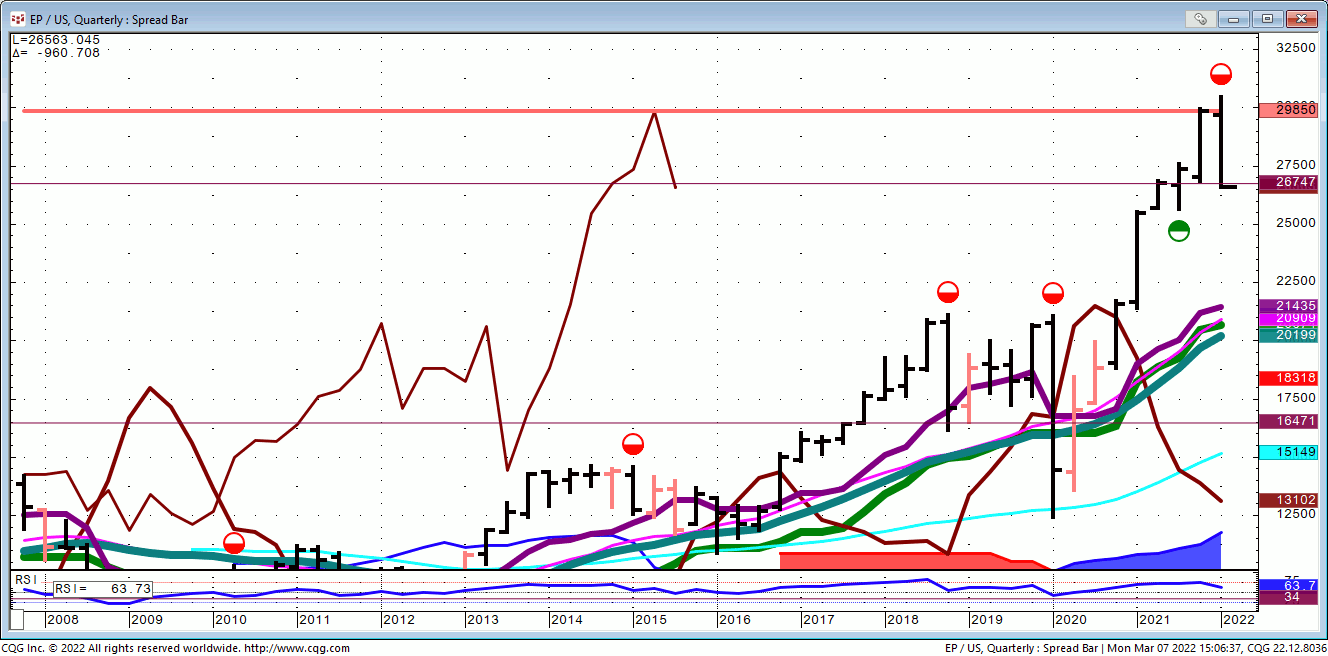 EP / US, Quarterly : Spread Bar
L=26563.045
Δ= -960.708
32500
29850
27500
26747
25000
22500
21435
20909
20199
18318
17500
16471
15149
13102
12500
RSI
RSI= 63.73
75
63.7
34
2008 2009 2010 2011 2012 2013 2014 2015 2016 2017 2018 2019 2020 2021 2022
CQG Inc. © 2022 All rights reserved worldwide. http://www.cqg.com
EP / US, Quarterly : Spread Bar | Mon Mar 07 2022 15:06:37, CQG 22.12.8036